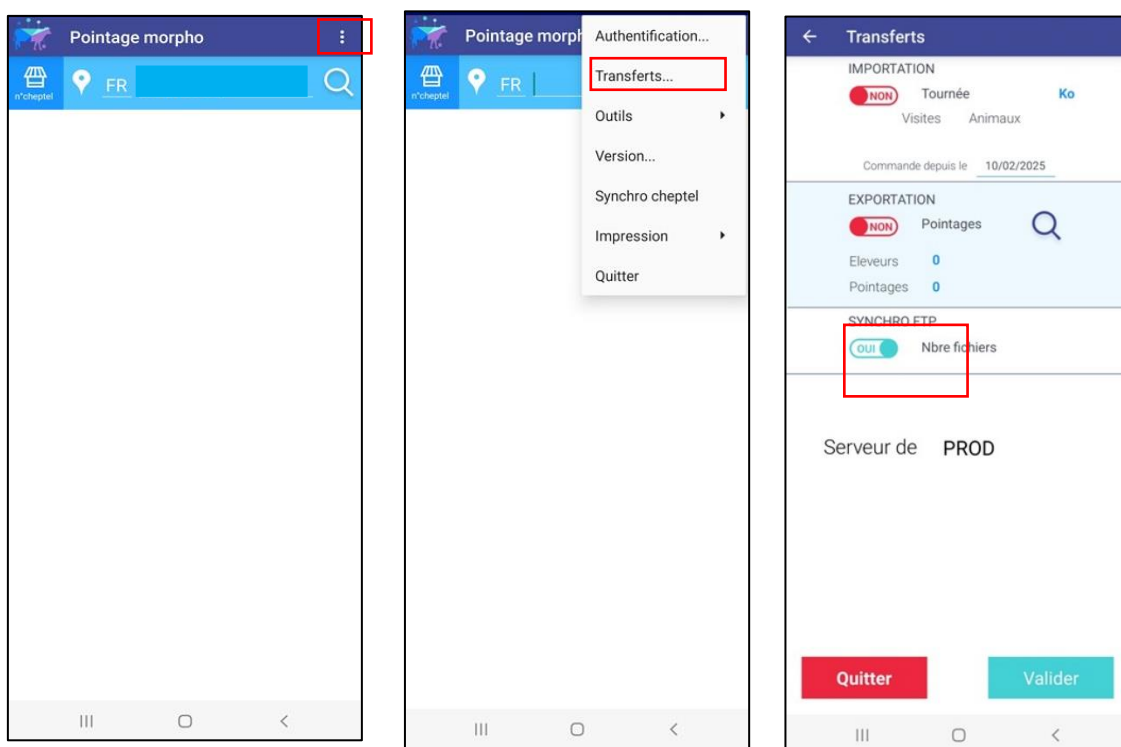 Pointage morpho
n°cheptel
FR
Pointage morph
n°cheptel
FR
Authentification...
Transferts...
Outils
Version...
Synchro cheptel
Impression
Quitter
Transferts
IMPORTATION
NON Tournée Ko
Visites Animaux
Commande depuis le 10/02/2025
EXPORTATION
NON Pointages
Eleveurs 0
Pointages 0
SYNCHRO FTP
OUI Nbre fichiers
Serveur de PROD
Quitter Valider